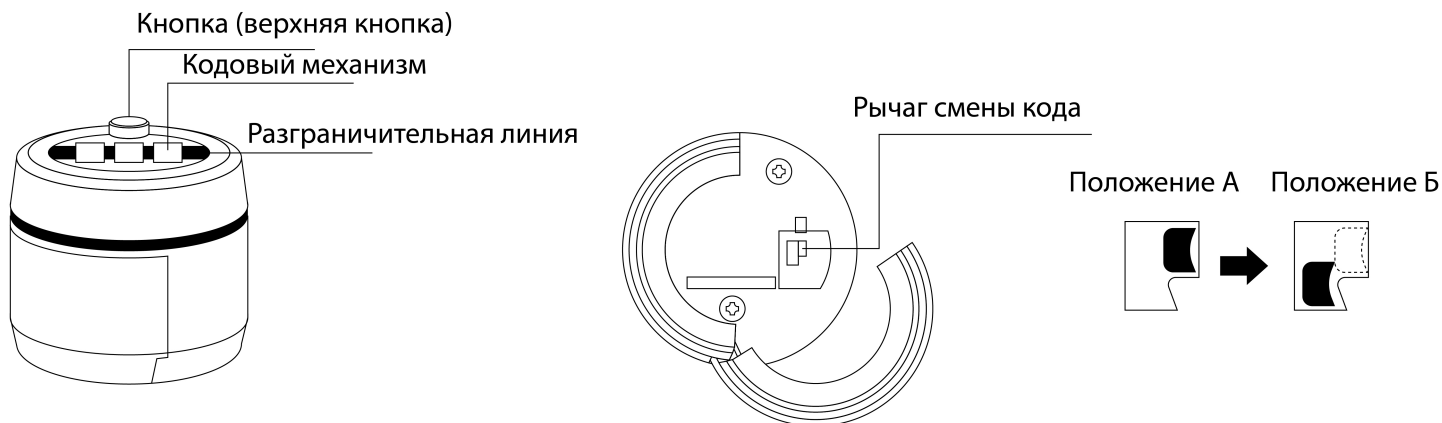 Кнопка (верхняя кнопка)
Кодовый механизм
Разграничительная линия
Рычаг смены кода
Положение А
Положение Б